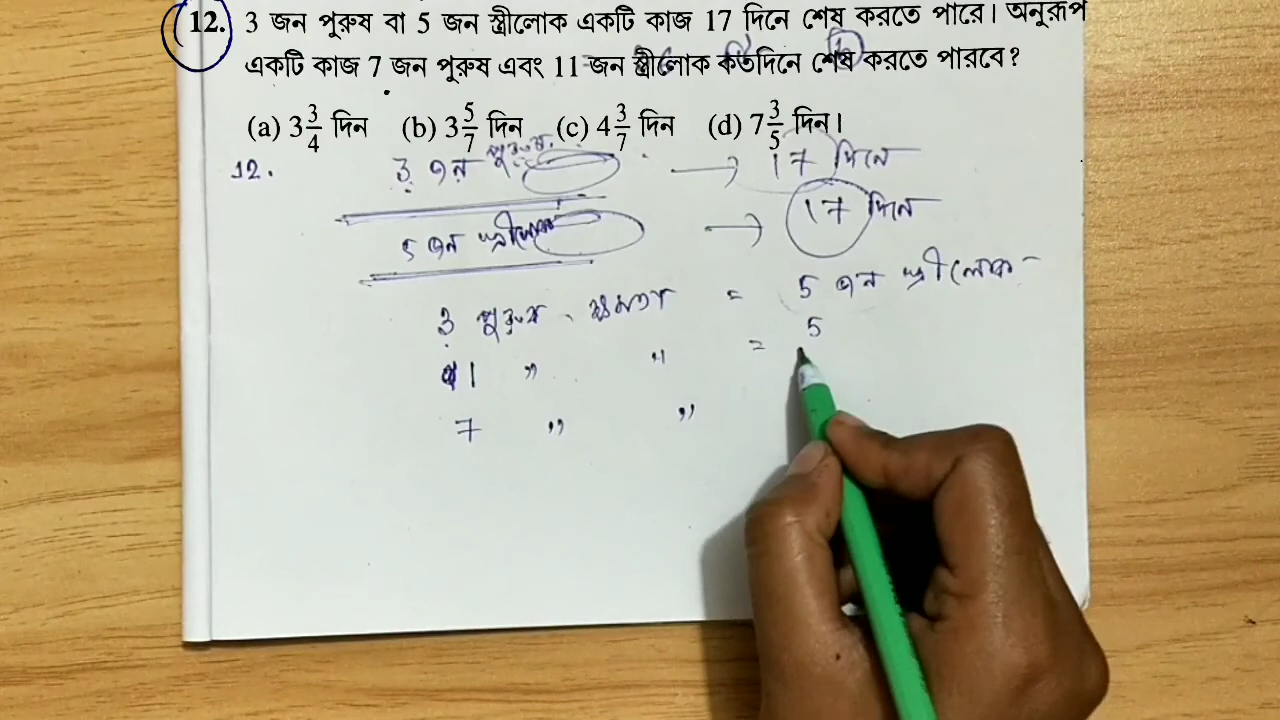 12. 3 জন পুরুষ বা 5 জন স্ত্রীলোক একটি কাজ 17 দিনে শেষ করতে পারে। অনুরূপ
একটি কাজ 7 জন পুরুষ এবং 11 জন স্ত্রীলোক কতদিনে শেষ করতে পারবে?
(a) 3 3/4 দিন (b) 3 5/7 দিন (c) 4 3/7 দিন (d) 7 3/5 দিন।
12. 3 জন পুরুষ → 17 দিনে
5 জন স্ত্রীলোক → 17 দিনে
3 পুরুষ ক্ষমতা = 5 জন স্ত্রীলোক
1 " " = 5
7 " "